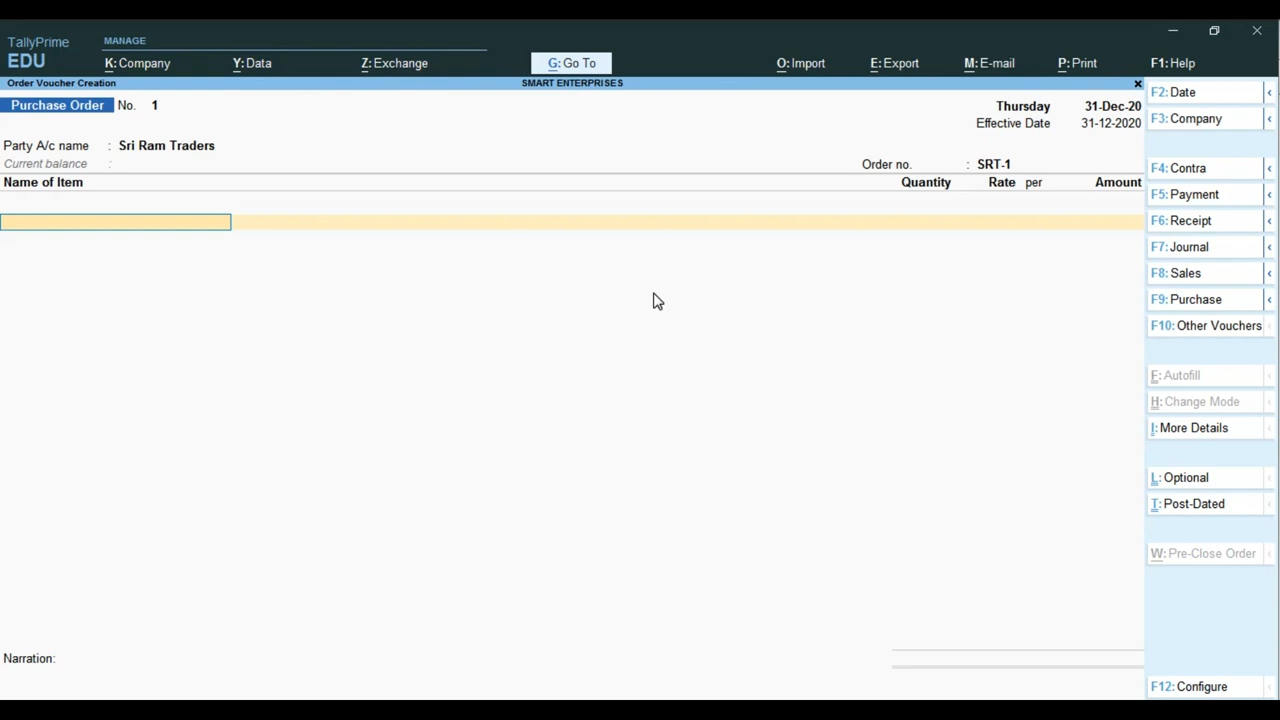 TallyPrime
EDU
MANAGE
K: Company
Y: Data
Z: Exchange
G: Go To
O: Import
E: Export
M: E-mail
P: Print
F1: Help
Order Voucher Creation
SMART ENTERPRISES
Purchase Order No. 1
Thursday 31-Dec-20
Effective Date 31-12-2020
Party A/c name : Sri Ram Traders
Current balance :
Order no. : SRT-1
Name of Item Quantity Rate per Amount
Narration:
F2: Date
F3: Company
F4: Contra
F5: Payment
F6: Receipt
F7: Journal
F8: Sales
F9: Purchase
F10: Other Vouchers
F: Autofill
H: Change Mode
I: More Details
L: Optional
T: Post-Dated
W: Pre-Close Order
F12: Configure